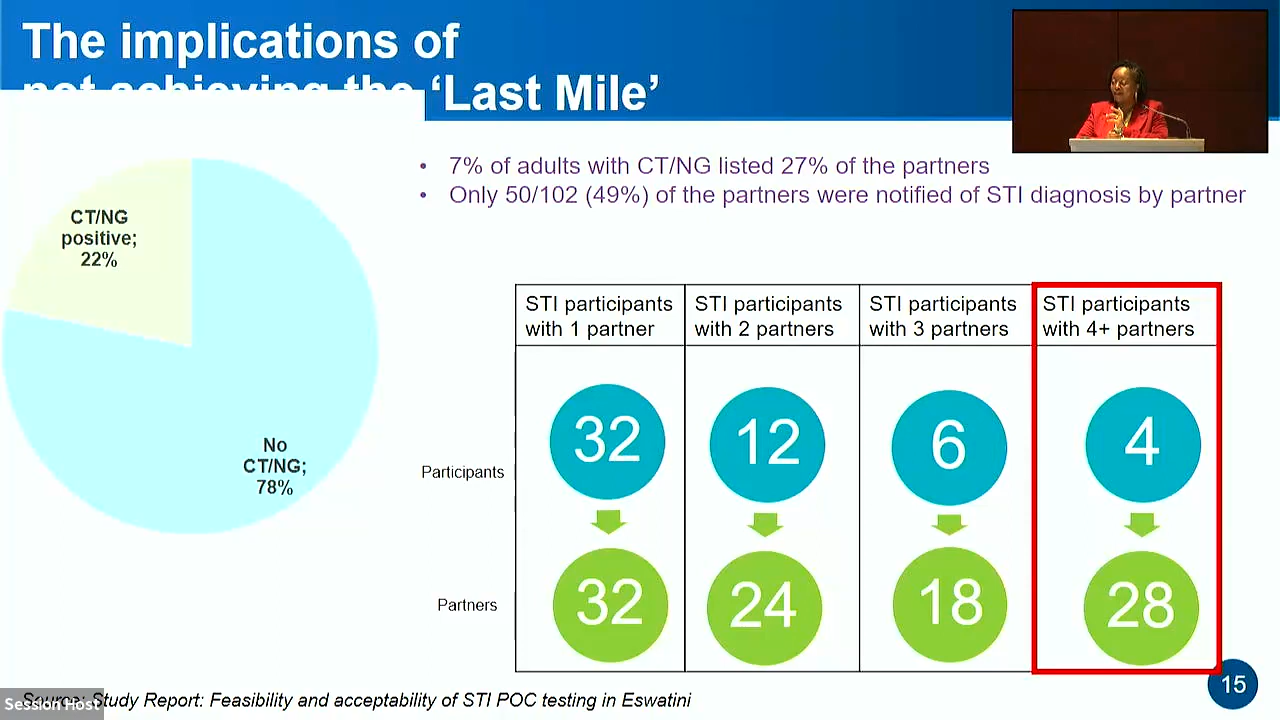 The implications of
not achieving the ‘Last Mile’
• 7% of adults with CT/NG listed 27% of the partners
• Only 50/102 (49%) of the partners were notified of STI diagnosis by partner
CT/NG
positive;
22%
No
CT/NG;
78%
STI participants
with 1 partner
STI participants
with 2 partners
STI participants
with 3 partners
STI participants
with 4+ partners
Participants
32
12
6
4
Partners
32
24
18
28
Source: Study Report: Feasibility and acceptability of STI POC testing in Eswatini
Session Host
15